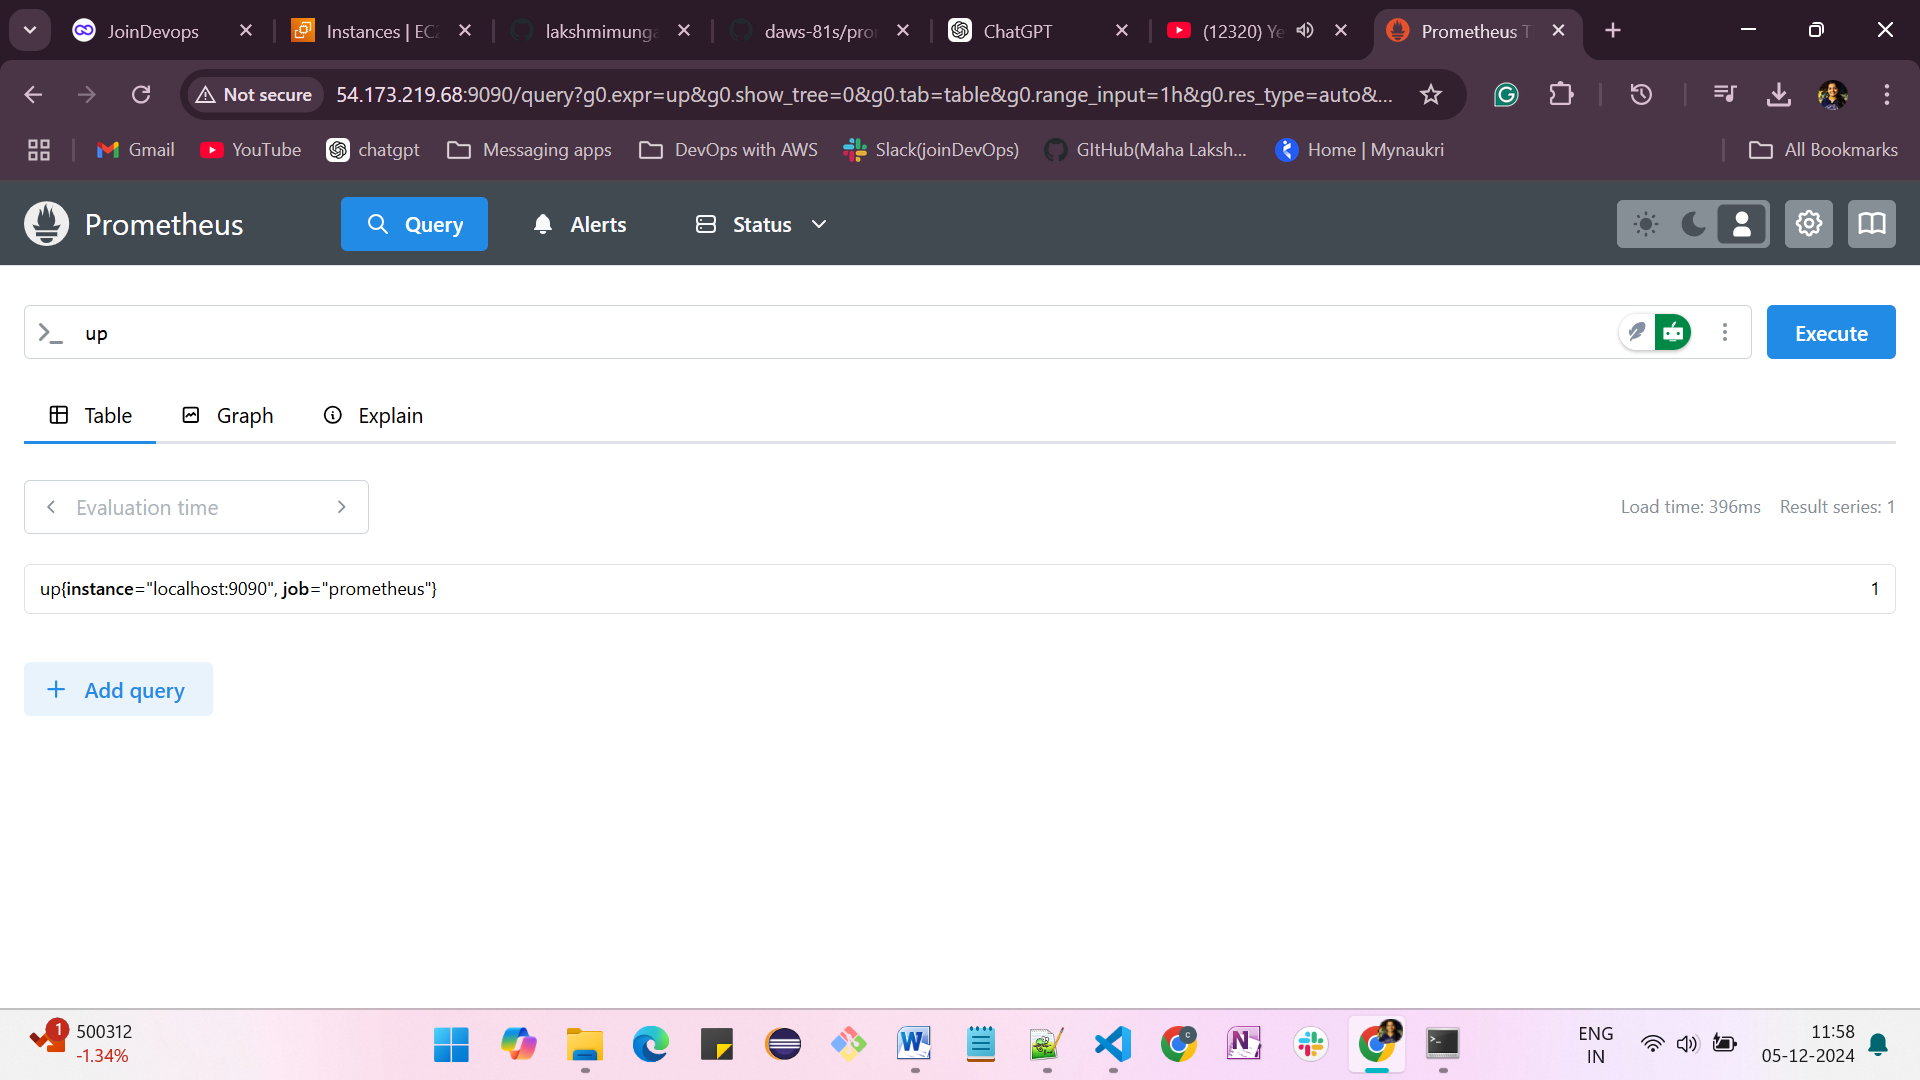 JoinDevops
Instances | EC2
lakshmimunga
daws-81s/pro
ChatGPT
(12320) Ye
Prometheus T
Not secure
54.173.219.68:9090/query?g0.expr=up&g0.show_tree=0&g0.tab=table&g0.range_input=1h&g0.res_type=auto&...
Gmail
YouTube
chatgpt
Messaging apps
DevOps with AWS
Slack(joinDevOps)
GItHub(Maha Laksh...
Home | Mynaukri
All Bookmarks
Prometheus
Query
Alerts
Status
up
Execute
Table
Graph
Explain
Evaluation time
Load time: 396ms
Result series: 1
up{instance="localhost:9090", job="prometheus"}
1
Add query
1
500312
-1.34%
ENG
IN
11:58
05-12-2024